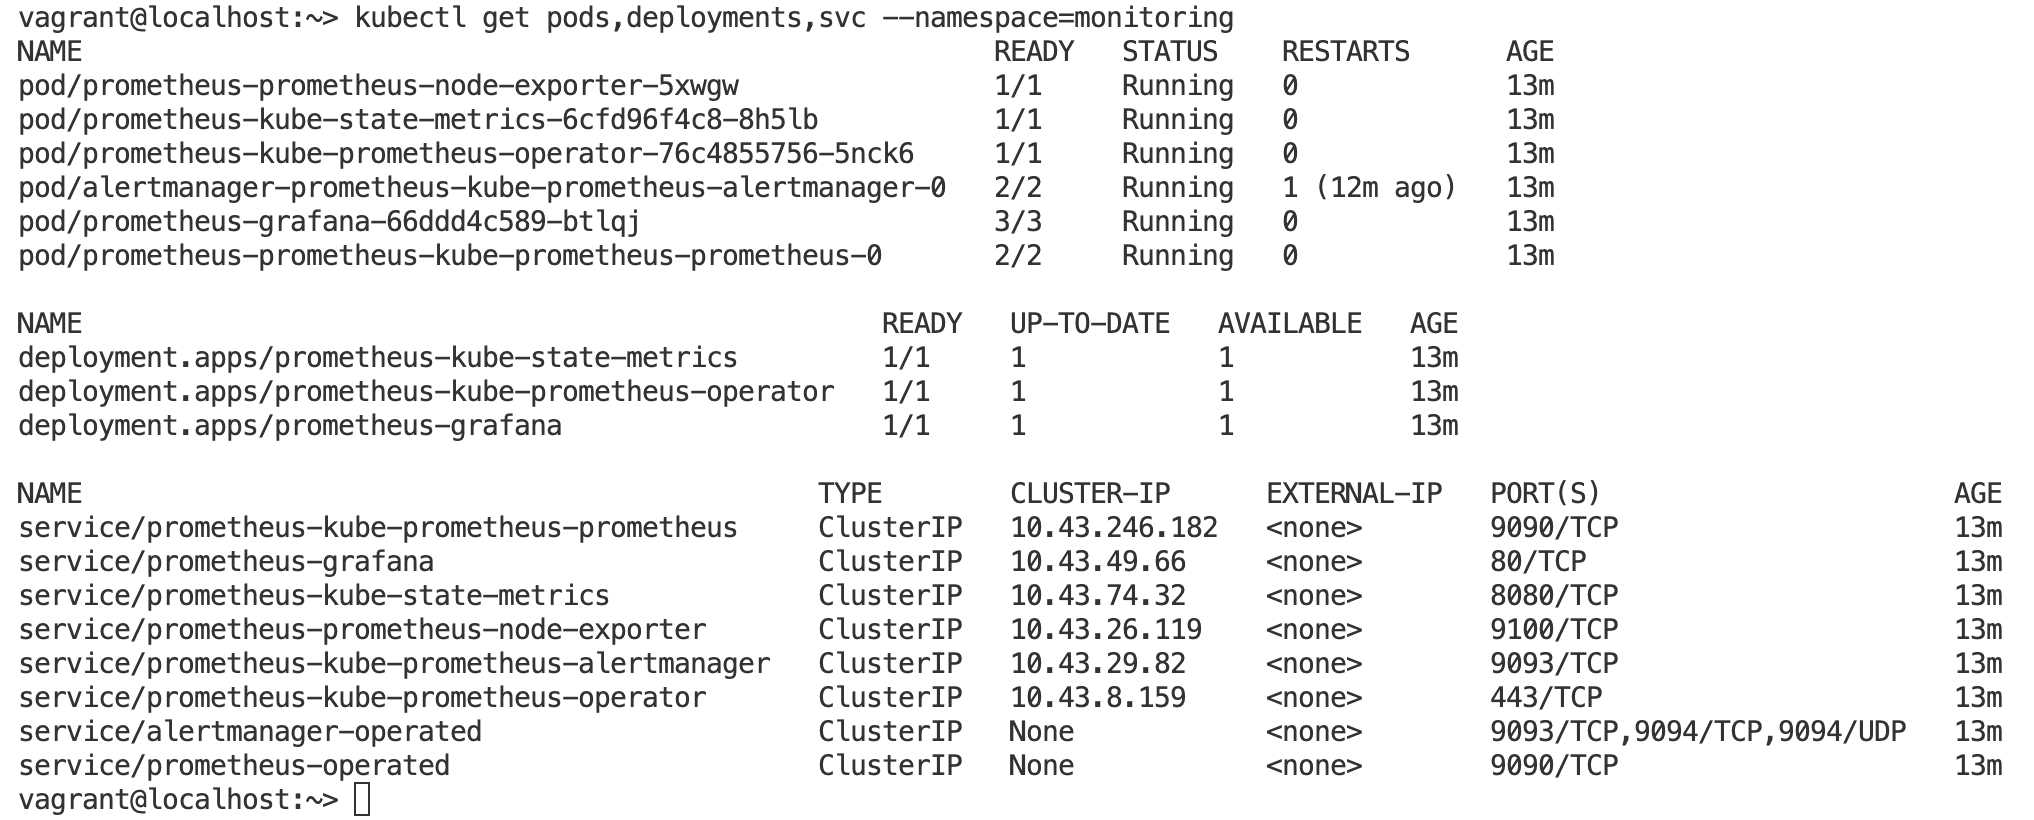 vagrant@localhost:~> kubectl get pods,deployments,svc --namespace=monitoring
NAME READY STATUS RESTARTS AGE
pod/prometheus-prometheus-node-exporter-5xwgw 1/1 Running 0 13m
pod/prometheus-kube-state-metrics-6cfd96f4c8-8h5lb 1/1 Running 0 13m
pod/prometheus-kube-prometheus-operator-76c4855756-5nck6 1/1 Running 0 13m
pod/alertmanager-prometheus-kube-prometheus-alertmanager-0 2/2 Running 1 (12m ago) 13m
pod/prometheus-grafana-66ddd4c589-btlqj 3/3 Running 0 13m
pod/prometheus-prometheus-kube-prometheus-prometheus-0 2/2 Running 0 13m
NAME READY UP-TO-DATE AVAILABLE AGE
deployment.apps/prometheus-kube-state-metrics 1/1 1 1 13m
deployment.apps/prometheus-kube-prometheus-operator 1/1 1 1 13m
deployment.apps/prometheus-grafana 1/1 1 1 13m
NAME TYPE CLUSTER-IP EXTERNAL-IP PORT(S) AGE
service/prometheus-kube-prometheus-prometheus ClusterIP 10.43.246.182 <none> 9090/TCP 13m
service/prometheus-grafana ClusterIP 10.43.49.66 <none> 80/TCP 13m
service/prometheus-kube-state-metrics ClusterIP 10.43.74.32 <none> 8080/TCP 13m
service/prometheus-prometheus-node-exporter ClusterIP 10.43.26.119 <none> 9100/TCP 13m
service/prometheus-kube-prometheus-alertmanager ClusterIP 10.43.29.82 <none> 9093/TCP 13m
service/prometheus-kube-prometheus-operator ClusterIP 10.43.8.159 <none> 443/TCP 13m
service/alertmanager-operated ClusterIP None <none> 9093/TCP,9094/TCP,9094/UDP 13m
service/prometheus-operated ClusterIP None <none> 9090/TCP 13m
vagrant@localhost:~>